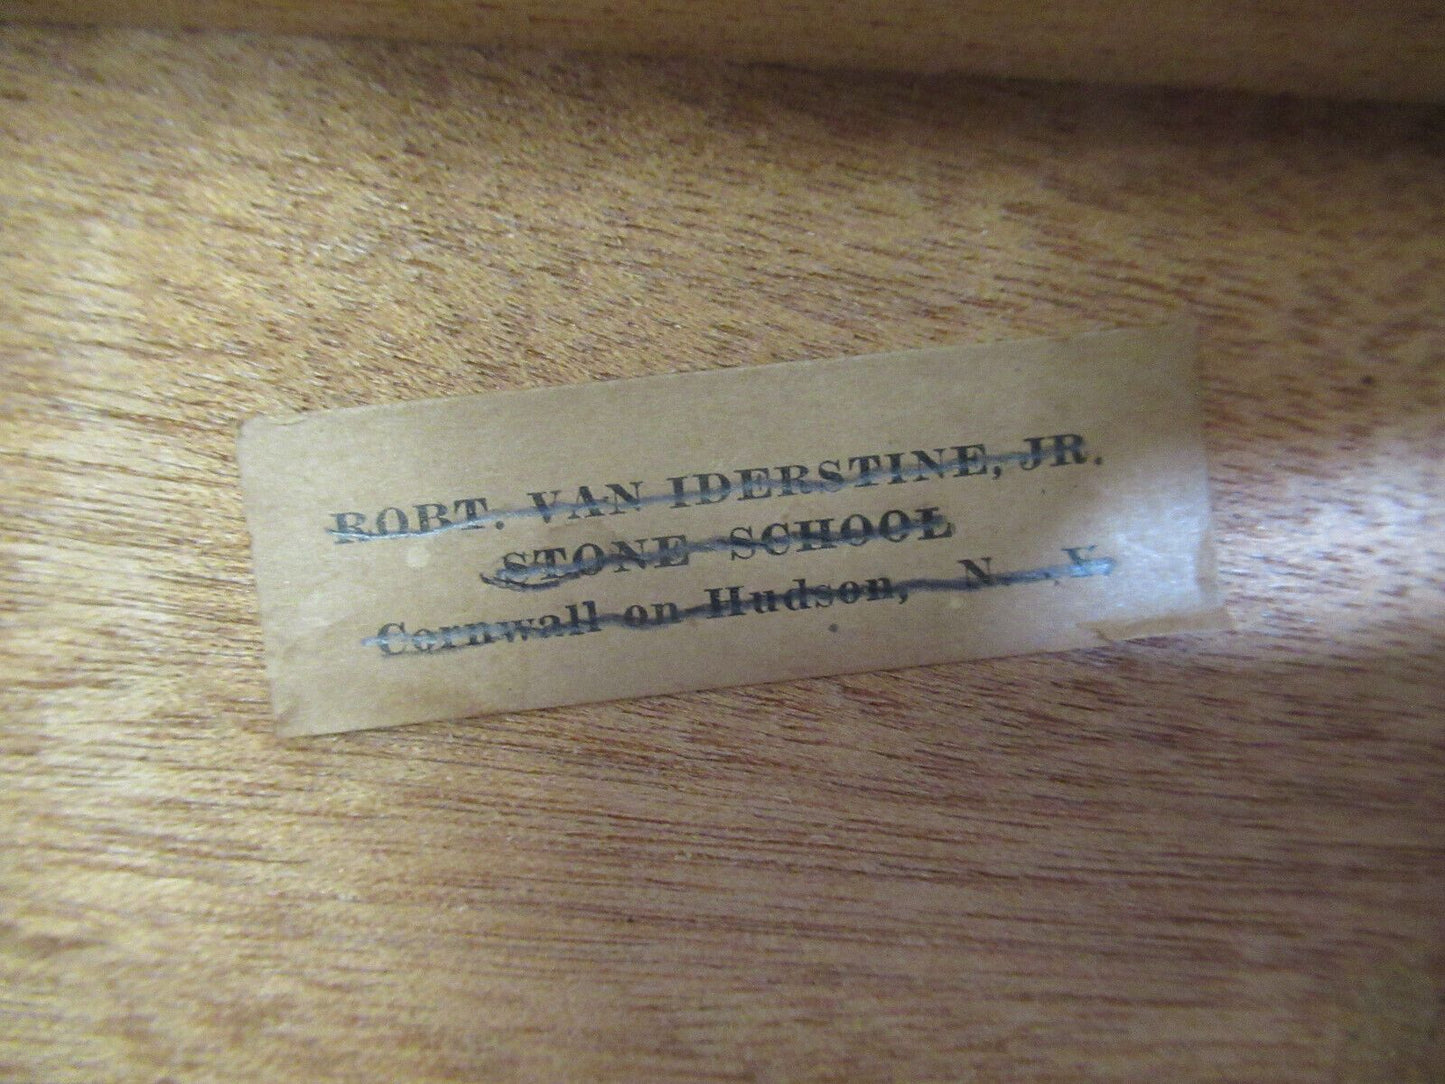 ROBT. VAN IDERSTINE, JR.
STONE SCHOOL
Cornwall on Hudson, N. Y.